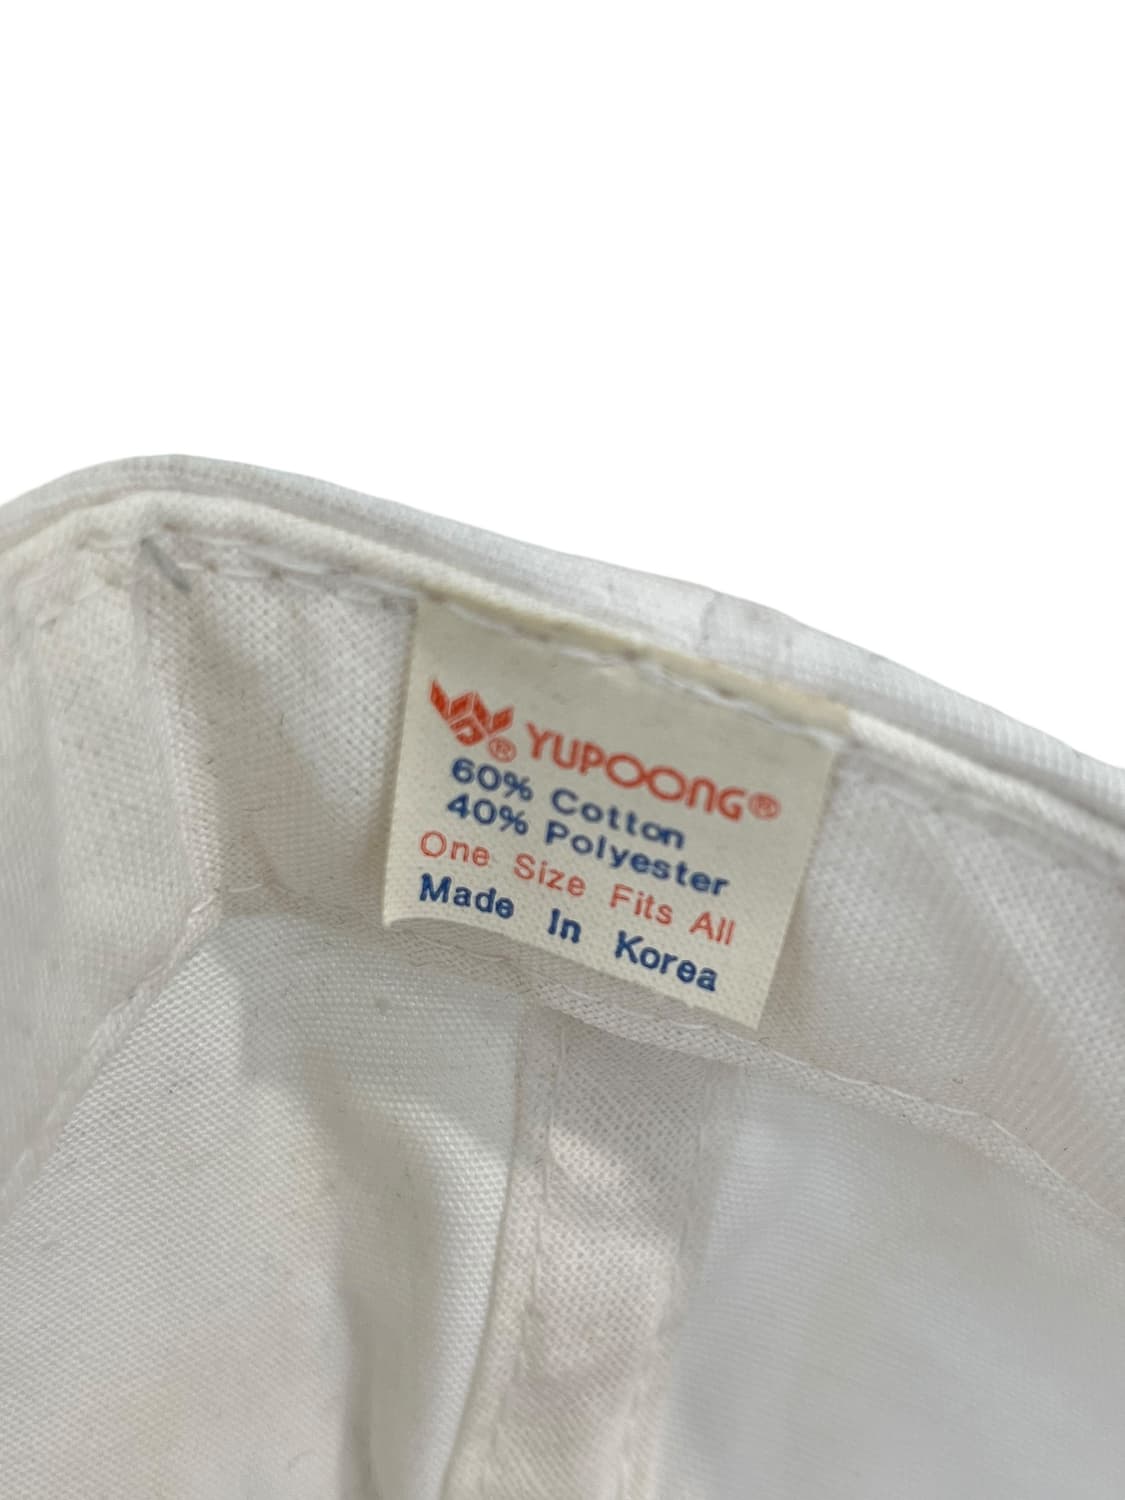 YUPOONG®
60% Cotton
40% Polyester
One Size Fits All
Made In Korea